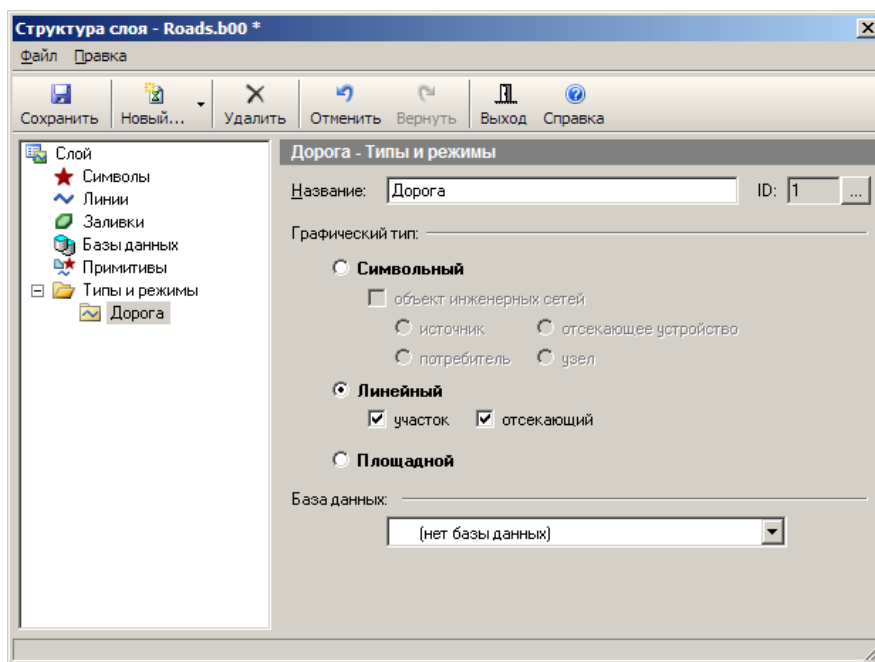 Структура слоя - Roads.b00 *
Файл Правка
Сохранить Новый... Удалить Отменить Вернуть Выход Справка
Слой
Символы
Линии
Заливки
Базы данных
Примитивы
Типы и режимы
Дорога
Дорога - Типы и режимы
Название: Дорога ID: 1 ...
Графический тип:
Символьный
объект инженерных сетей
источник отсекающее устройство
потребитель узел
Линейный
участок отсекающий
Площадной
База данных:
(нет базы данных)